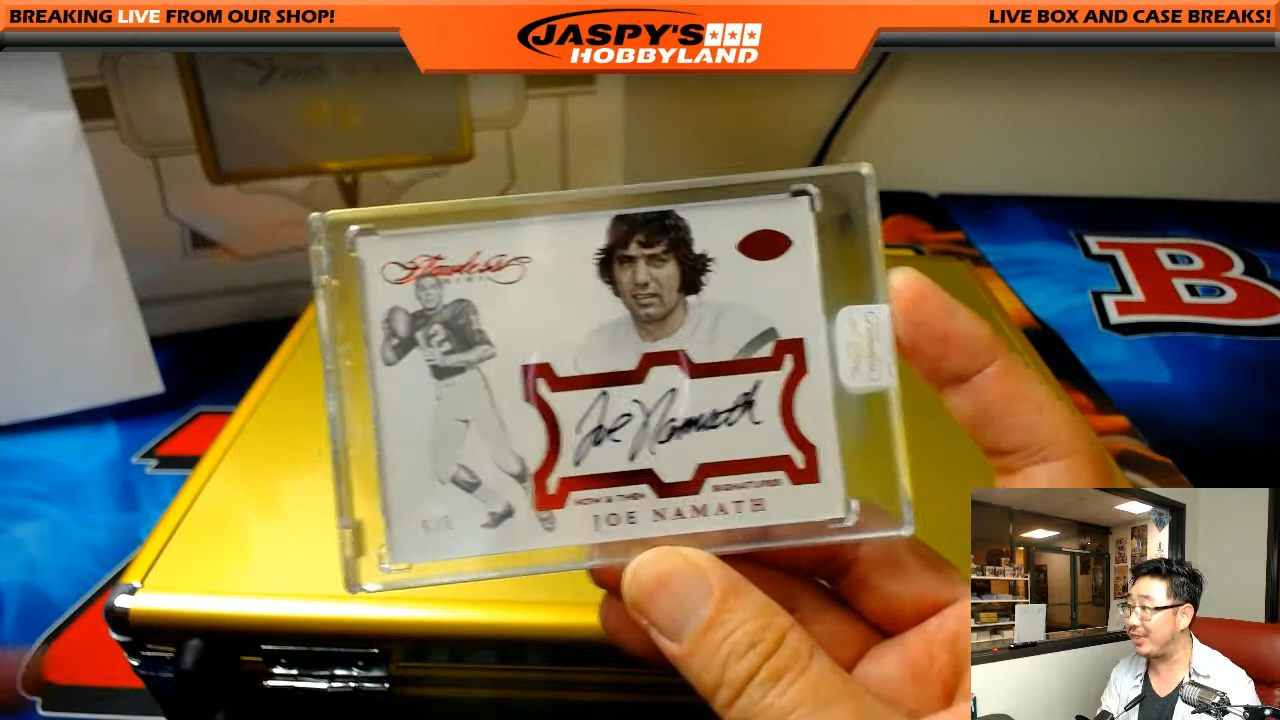 BREAKING LIVE FROM OUR SHOP!
JASPY'S
HOBBYLAND
LIVE BOX AND CASE BREAKS!
Flawless
12
Joe Namath
NOW & THEN SIGNATURES
JOE NAMATH
B